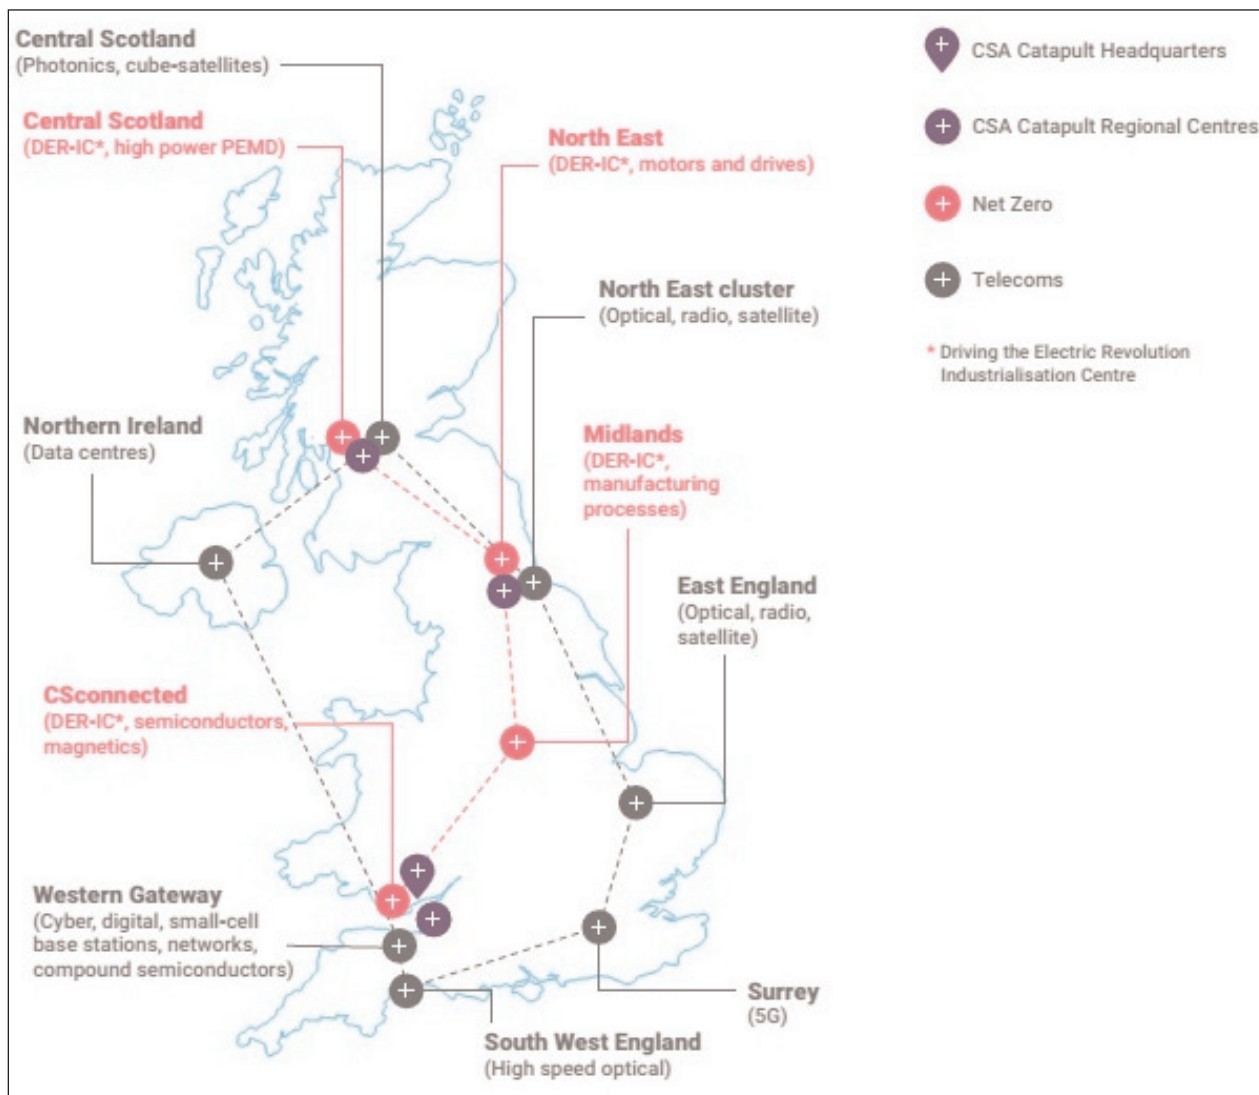 Central Scotland
(Photonics, cube-satellites)
Central Scotland
(DER-IC*, high power PEMD)
North East
(DER-IC*, motors and drives)
North East cluster
(Optical, radio, satellite)
Northern Ireland
(Data centres)
Midlands
(DER-IC*,
manufacturing
processes)
East England
(Optical, radio,
satellite)
CSconnected
(DER-IC*, semiconductors,
magnetics)
Western Gateway
(Cyber, digital, small-cell
base stations, networks,
compound semiconductors)
Surrey
(5G)
South West England
(High speed optical)
CSA Catapult Headquarters
CSA Catapult Regional Centres
Net Zero
Telecoms
* Driving the Electric Revolution
Industrialisation Centre